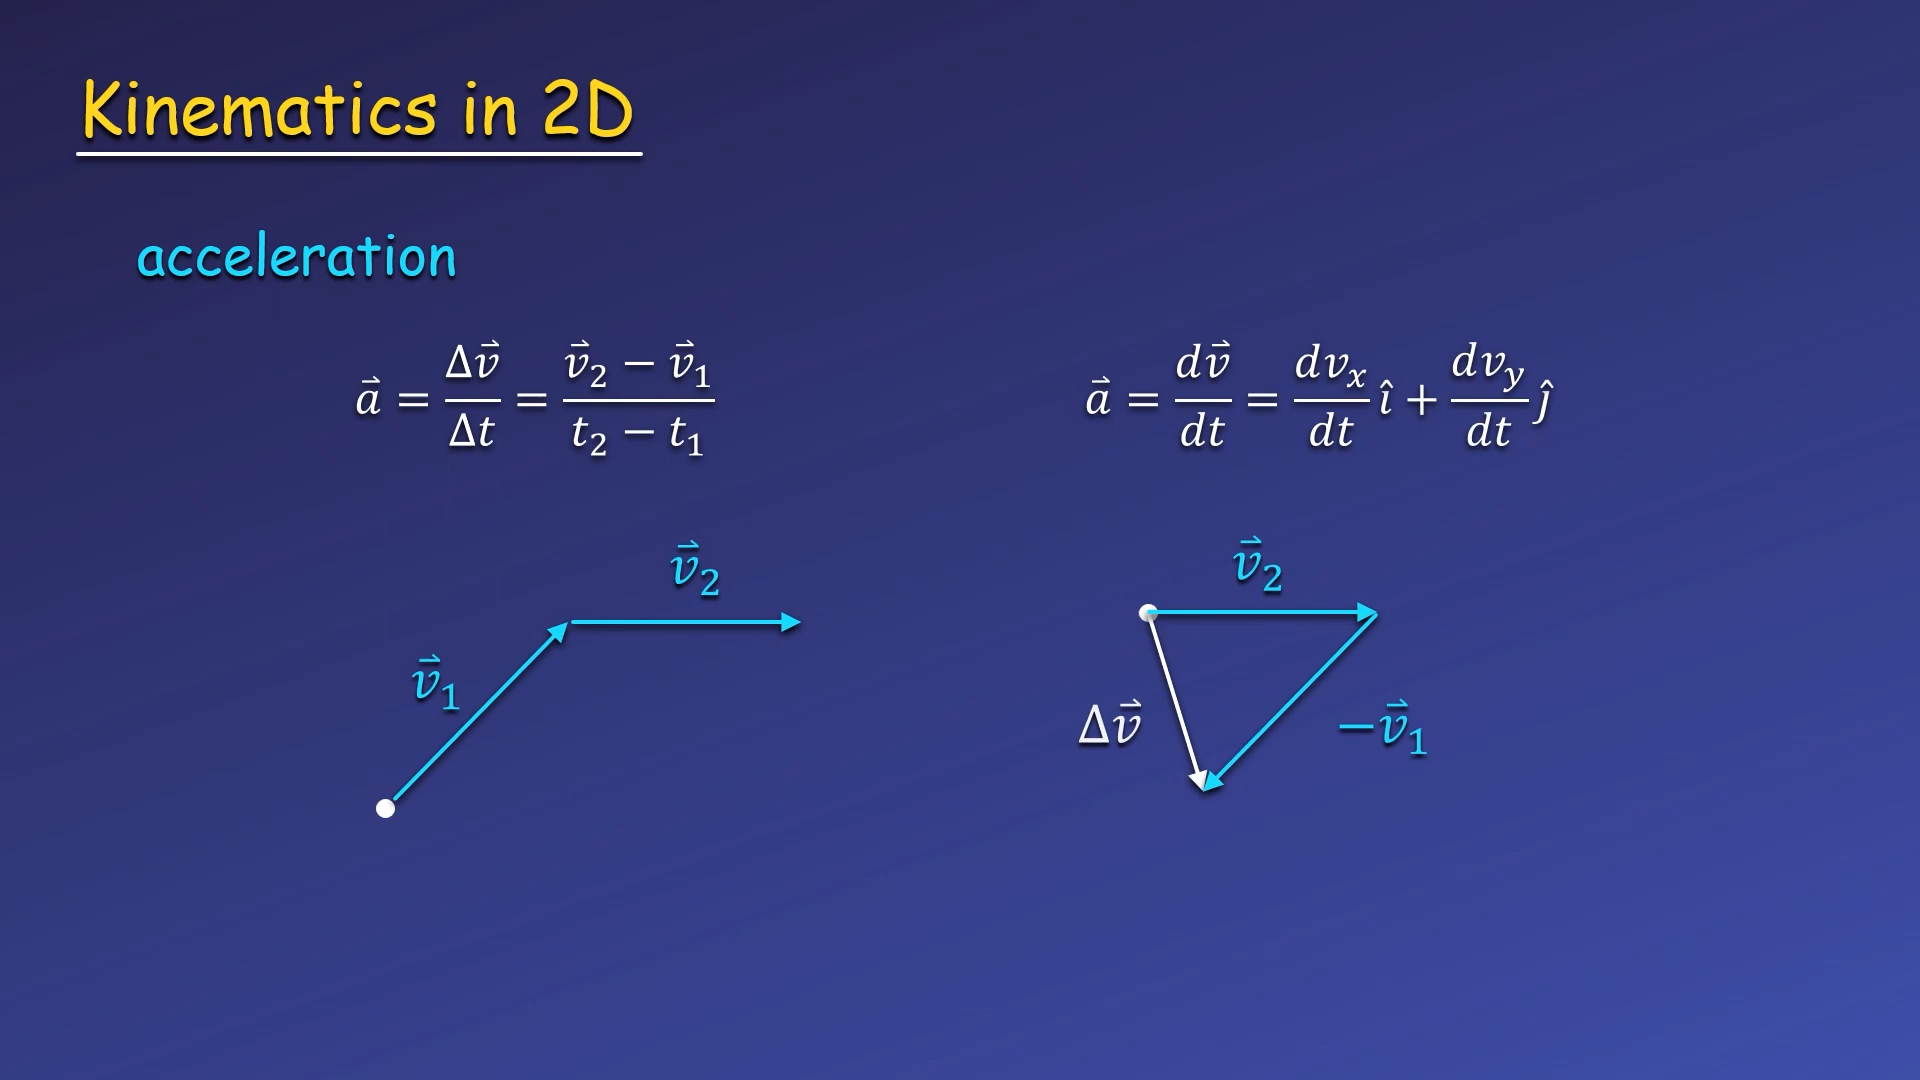 Kinematics in 2D
acceleration
a⃗ = Δv⃗/Δt = (v⃗₂ − v⃗₁)/(t₂ − t₁)
a⃗ = dv⃗/dt = dvₓ/dt î + dv_y/dt ĵ
v⃗₂
v⃗₁
v⃗₂
Δv⃗
−v⃗₁